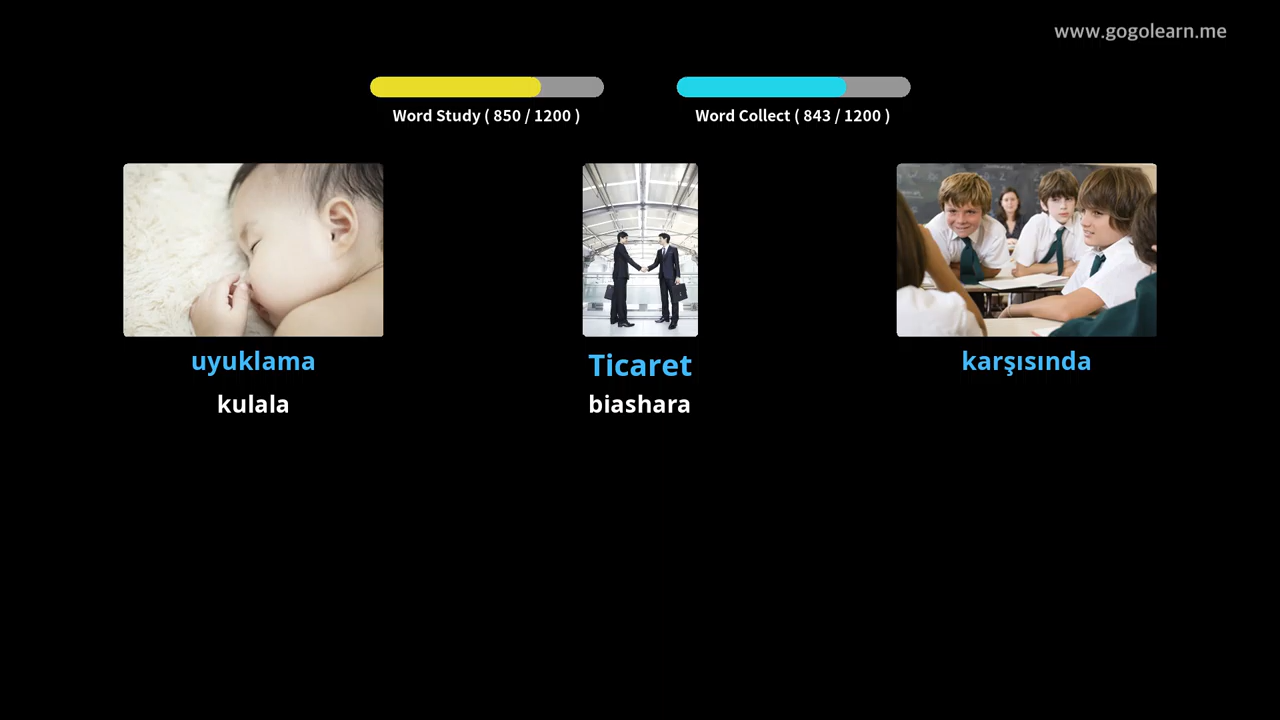 www.gogolearn.me
Word Study ( 850 / 1200 )
Word Collect ( 843 / 1200 )
uyuklama
Ticaret
karşısında
kulala
biashara